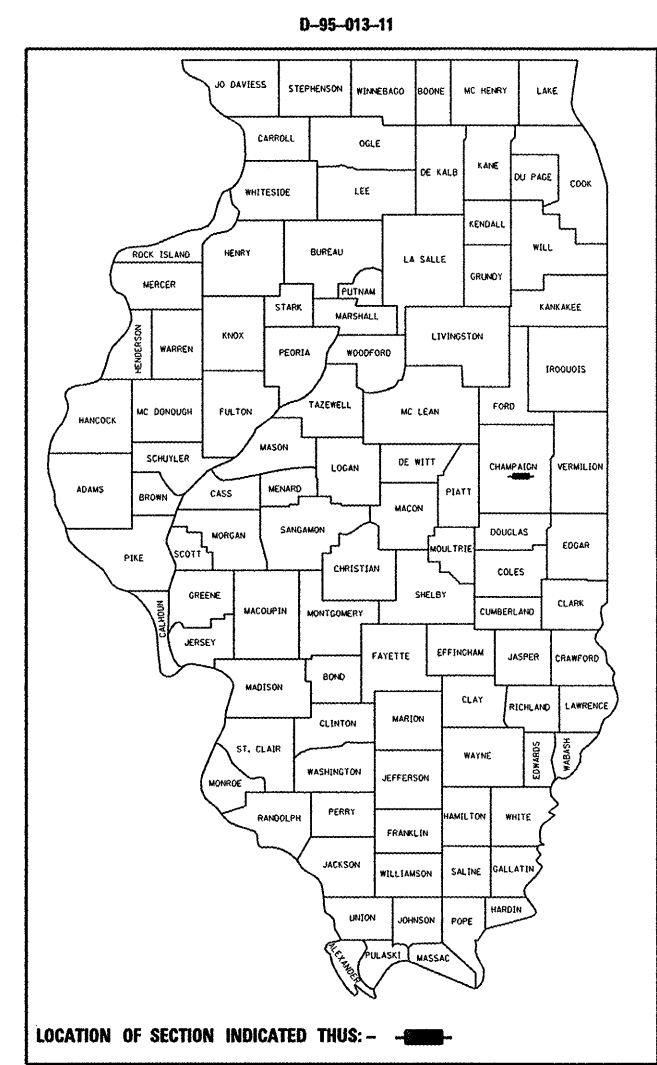 D-95-013-11
JO DAVIESS
STEPHENSON
WINNEBAGO
BOONE
MC HENRY
LAKE
CARROLL
OGLE
DE KALB
KANE
DU PAGE
COOK
WHITESIDE
LEE
KENDALL
WILL
ROCK ISLAND
HENRY
BUREAU
LA SALLE
GRUNDY
MERCER
PUTNAM
STARK
MARSHALL
KANKAKEE
HENDERSON
WARREN
KNOX
PEORIA
WOODFORD
LIVINGSTON
IROQUOIS
HANCOCK
MC DONOUGH
FULTON
TAZEWELL
MC LEAN
FORD
SCHUYLER
MASON
LOGAN
DE WITT
CHAMPAIGN
VERMILION
ADAMS
BROWN
CASS
MENARD
PIATT
MACON
PIKE
SCOTT
MORGAN
SANGAMON
CHRISTIAN
MOULTRIE
DOUGLAS
EDGAR
COLES
CALHOUN
GREENE
MACOUPIN
MONTGOMERY
SHELBY
CUMBERLAND
CLARK
JERSEY
FAYETTE
EFFINGHAM
JASPER
CRAWFORD
MADISON
BOND
CLAY
RICHLAND
LAWRENCE
CLINTON
MARION
ST. CLAIR
WAYNE
EDWARDS
WABASH
WASHINGTON
JEFFERSON
MONROE
RANDOLPH
PERRY
HAMILTON
WHITE
FRANKLIN
JACKSON
WILLIAMSON
SALINE
GALLATIN
UNION
JOHNSON
POPE
HARDIN
ALEXANDER
PULASKI
MASSAC
LOCATION OF SECTION INDICATED THUS:-